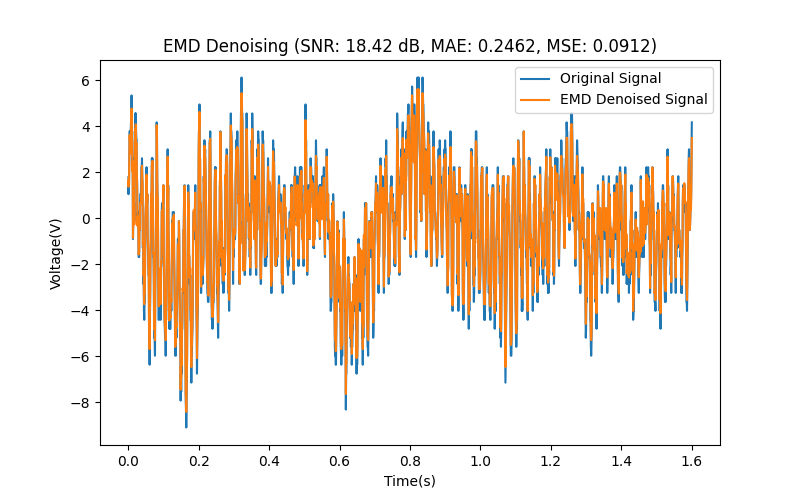 EMD Denoising (SNR: 18.42 dB, MAE: 0.2462, MSE: 0.0912)
Original Signal
EMD Denoised Signal
6
4
2
0
−2
−4
−6
−8
Voltage(V)
0.0 0.2 0.4 0.6 0.8 1.0 1.2 1.4 1.6
Time(s)